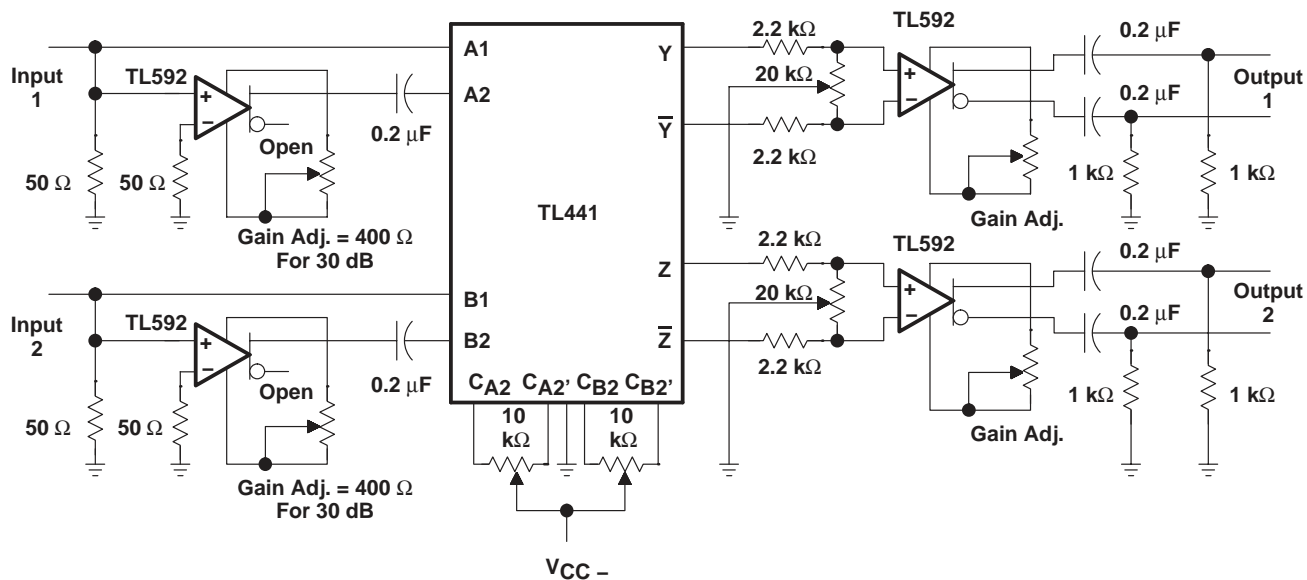 Input
1
TL592
+
−
Open
0.2 μF
50 Ω
50 Ω
Gain Adj. = 400 Ω
For 30 dB
Input
2
TL592
+
−
Open
0.2 μF
50 Ω
50 Ω
Gain Adj. = 400 Ω
For 30 dB
A1
A2
B1
B2
TL441
Y
Y̅
Z
Z̅
CA2
CA2’
CB2
CB2’
10
kΩ
10
kΩ
VCC –
2.2 kΩ
20 kΩ
2.2 kΩ
TL592
+
−
Gain Adj.
0.2 μF
0.2 μF
1 kΩ
1 kΩ
Output
1
2.2 kΩ
20 kΩ
2.2 kΩ
TL592
+
−
Gain Adj.
0.2 μF
0.2 μF
1 kΩ
1 kΩ
Output
2